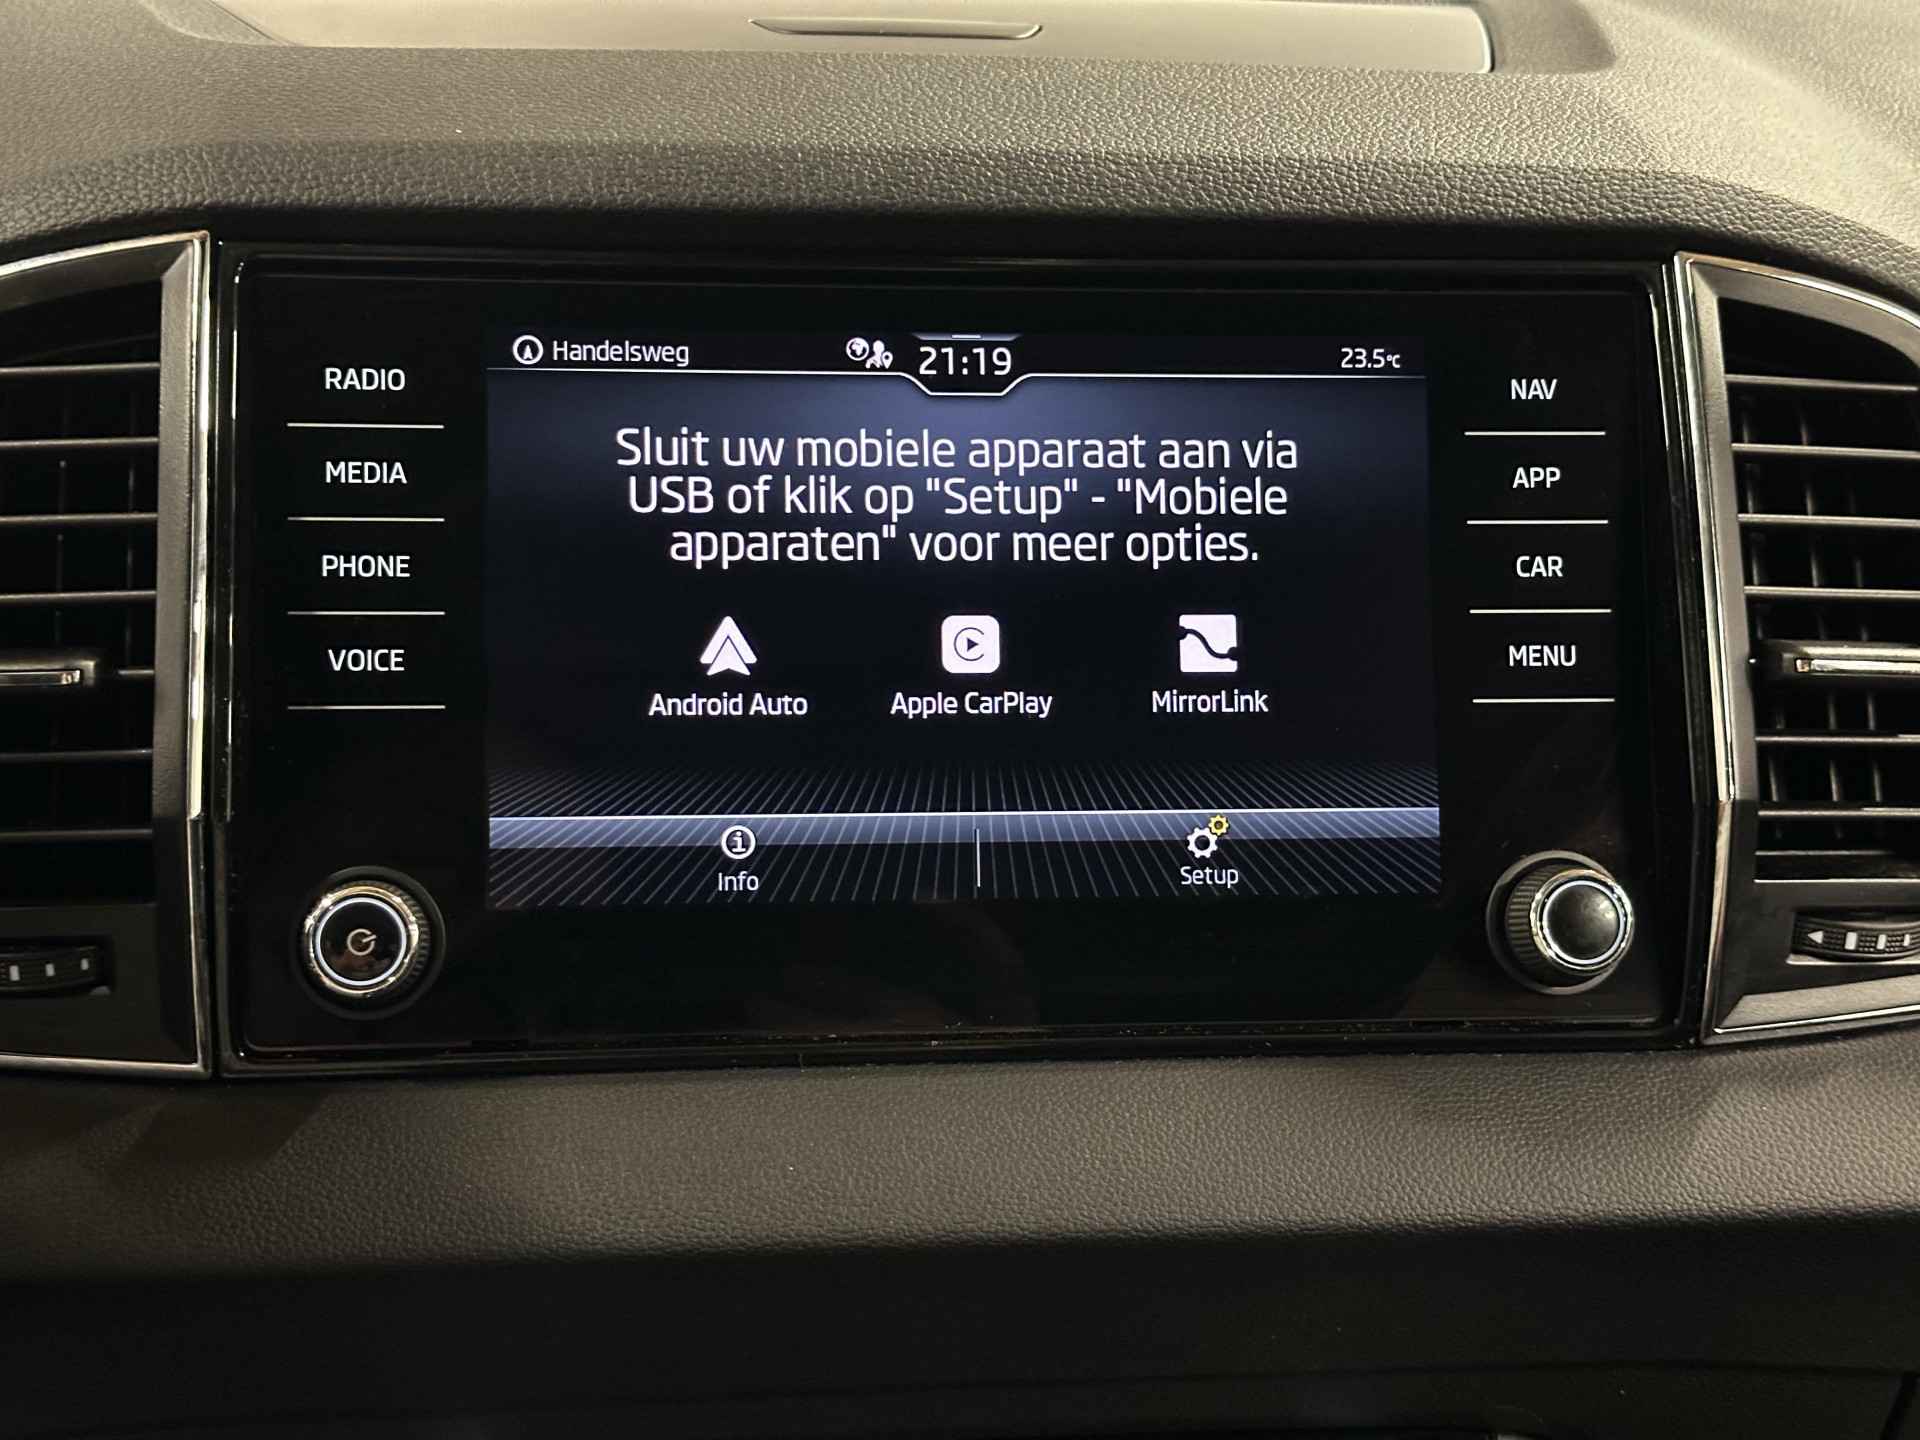 Handelsweg 21:19 23.5°C
RADIO
MEDIA
PHONE
VOICE
Sluit uw mobiele apparaat aan via
USB of klik op "Setup" - "Mobiele
apparaten" voor meer opties.
Android Auto Apple CarPlay MirrorLink
Info Setup
NAV
APP
CAR
MENU